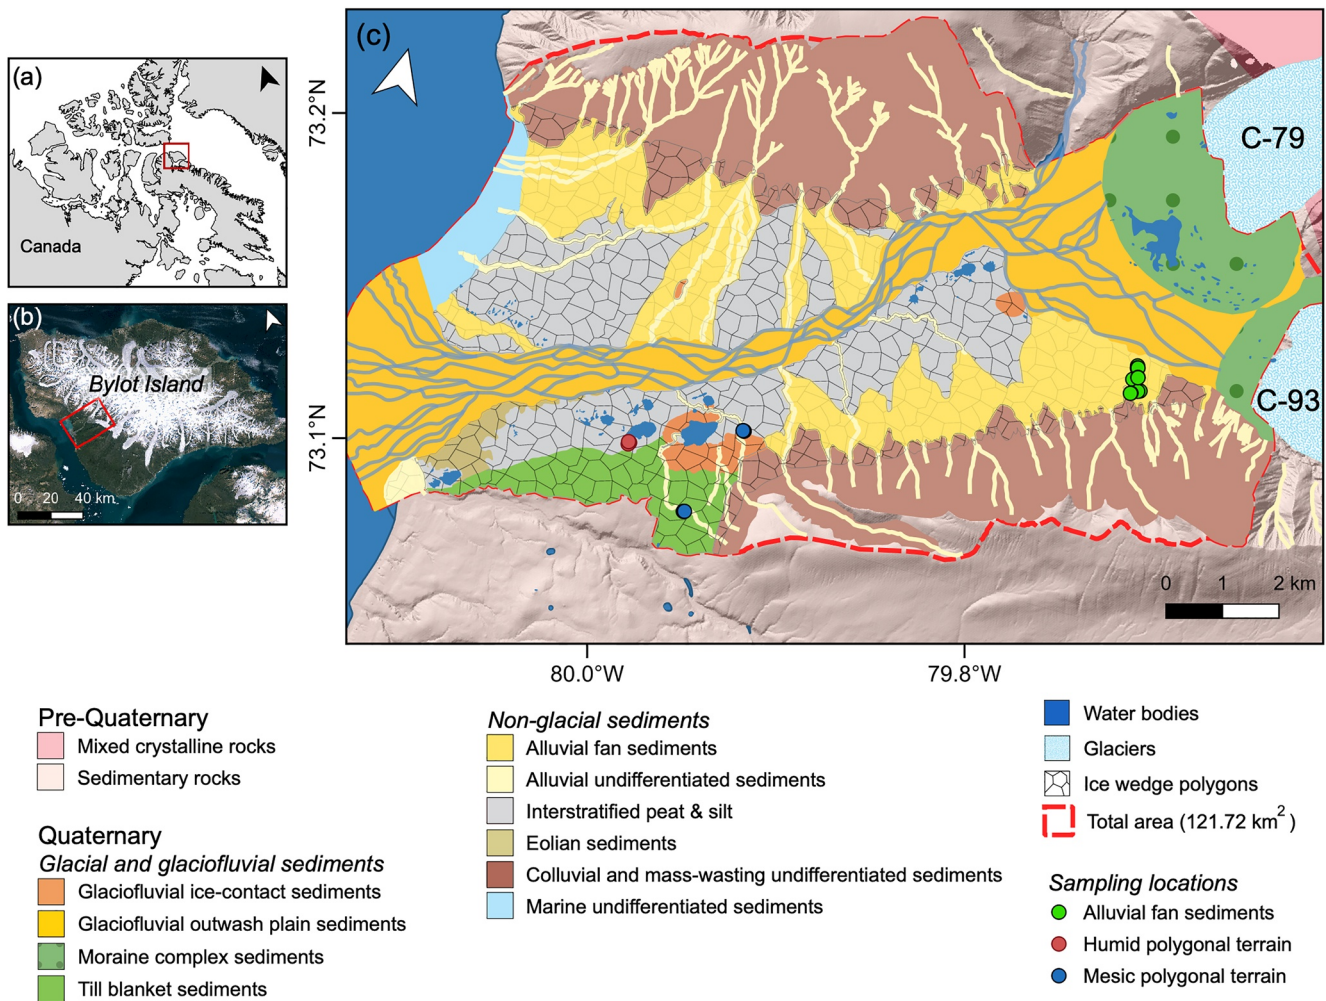 (a)
Canada
(b)
Bylot Island
0 20 40 km
(c)
73.2°N
73.1°N
C-79
C-93
0 1 2 km
80.0°W
79.8°W
Pre-Quaternary
Mixed crystalline rocks
Sedimentary rocks
Quaternary
Glacial and glaciofluvial sediments
Glaciofluvial ice-contact sediments
Glaciofluvial outwash plain sediments
Moraine complex sediments
Till blanket sediments
Non-glacial sediments
Alluvial fan sediments
Alluvial undifferentiated sediments
Interstratified peat & silt
Eolian sediments
Colluvial and mass-wasting undifferentiated sediments
Marine undifferentiated sediments
Water bodies
Glaciers
Ice wedge polygons
Total area (121.72 km²)
Sampling locations
Alluvial fan sediments
Humid polygonal terrain
Mesic polygonal terrain